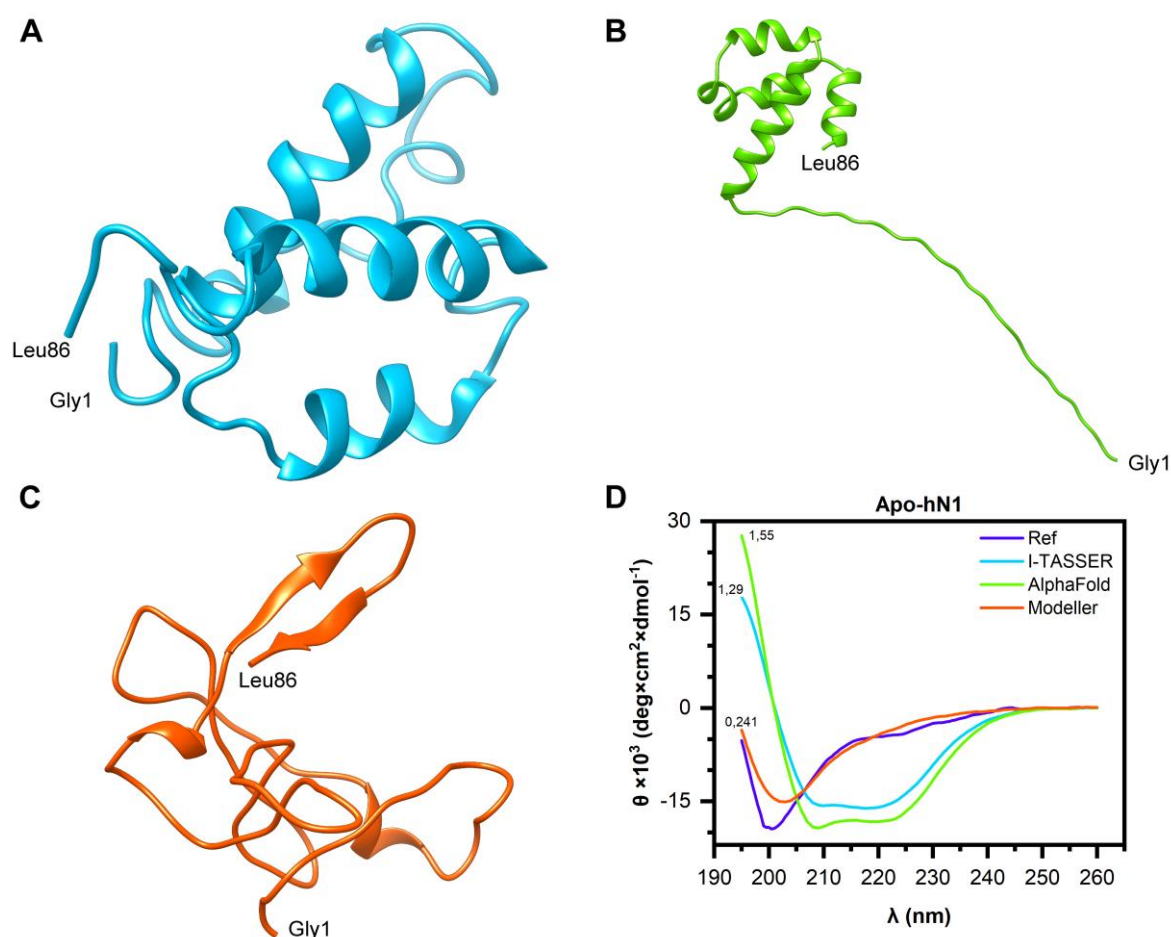 A
Leu86
Gly1
B
Leu86
Gly1
C
Leu86
Gly1
D
Apo-hN1
30
15
0
-15
θ ×10³ (deg×cm²×dmol⁻¹)
1,55
1,29
0,241
Ref
I-TASSER
AlphaFold
Modeller
190 200 210 220 230 240 250 260
λ (nm)